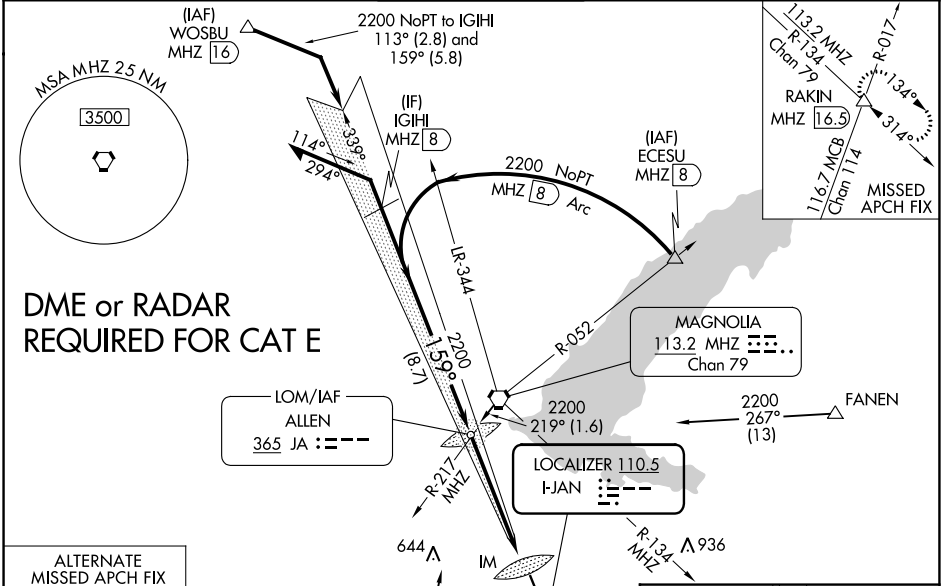 (IAF)
WOSBU
MHZ 16
2200 NoPT to IGIHI
113° (2.8) and
159° (5.8)
MSA MHZ 25 NM
3500
(IF)
IGIHI
MHZ 8
114°
294°
339°
2200 NoPT
MHZ 8 Arc
(IAF)
ECESU
MHZ 8
113.2 MHZ
R-134
Chan 79
R-017
134°
314°
RAKIN
MHZ 16.5
116.7 MCB
Chan 114
MISSED
APCH FIX
DME or RADAR
REQUIRED FOR CAT E
LR-344
R-052
2200
159°
(8.7)
MAGNOLIA
113.2 MHZ
Chan 79
LOM/IAF
ALLEN
365 JA
2200
219° (1.6)
2200
267°
(13)
FANEN
R-217
MHZ
LOCALIZER 110.5
I-JAN
R-134
MHZ
644
936
IM
ALTERNATE
MISSED APCH FIX